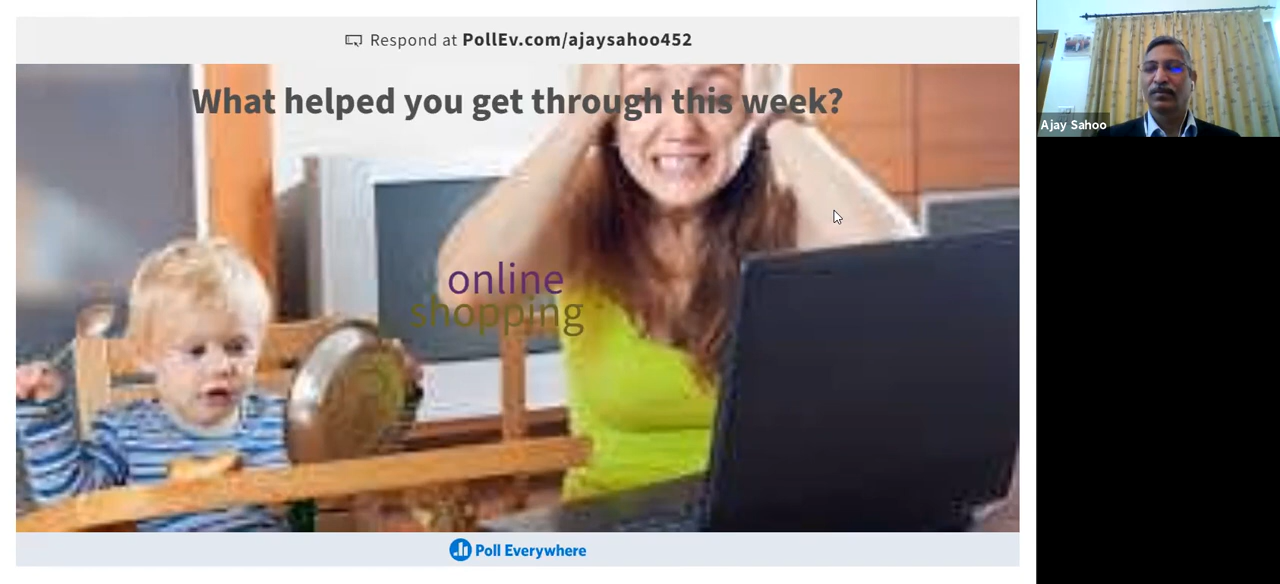 Respond at PollEv.com/ajaysahoo452
What helped you get through this week?
online
shopping
Poll Everywhere
Ajay Sahoo